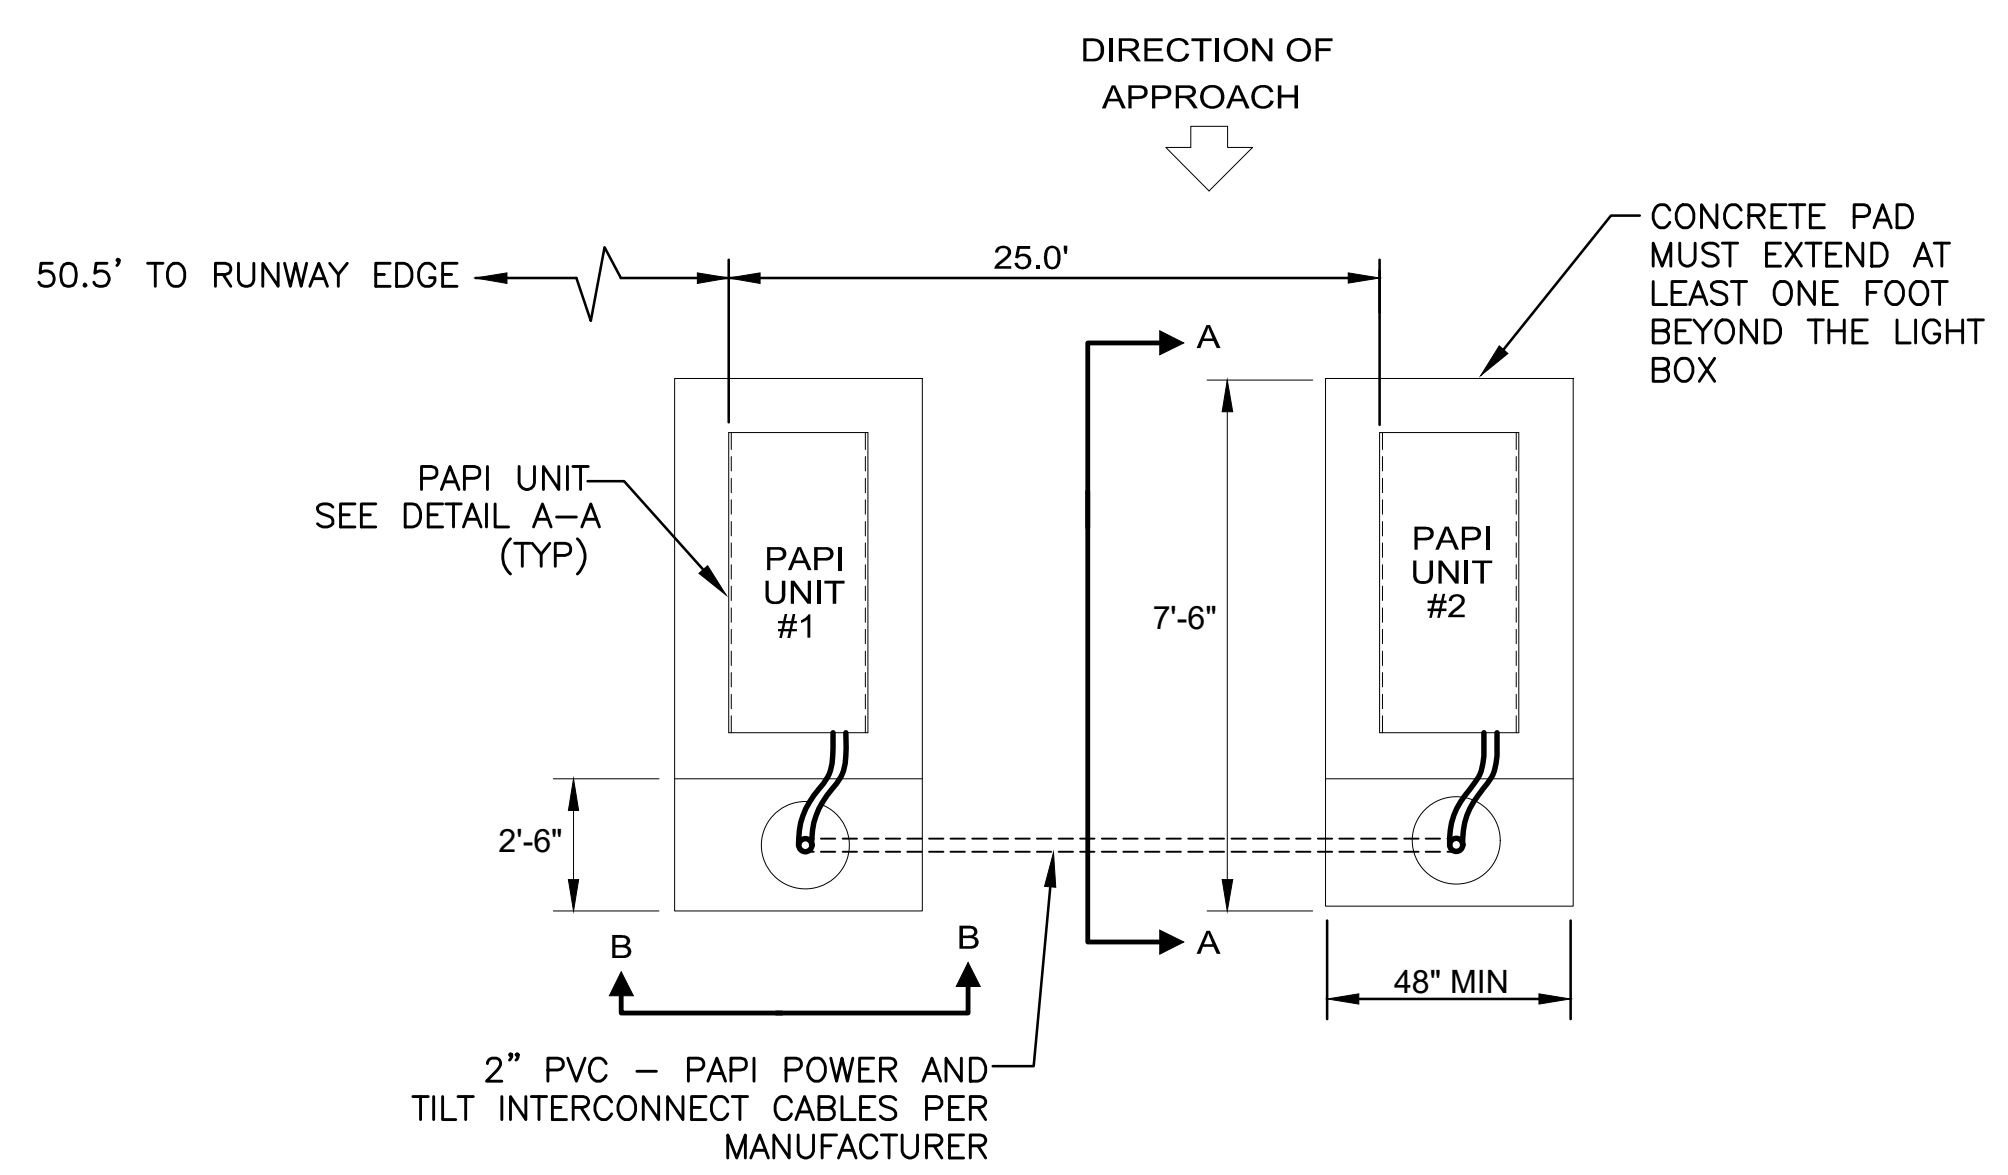 DIRECTION OF
APPROACH
50.5’ TO RUNWAY EDGE
25.0'
CONCRETE PAD
MUST EXTEND AT
LEAST ONE FOOT
BEYOND THE LIGHT
BOX
A
PAPI UNIT
SEE DETAIL A-A
(TYP)
PAPI
UNIT
#1
7'-6"
PAPI
UNIT
#2
2'-6"
B
B
A
48" MIN
2” PVC – PAPI POWER AND
TILT INTERCONNECT CABLES PER
MANUFACTURER